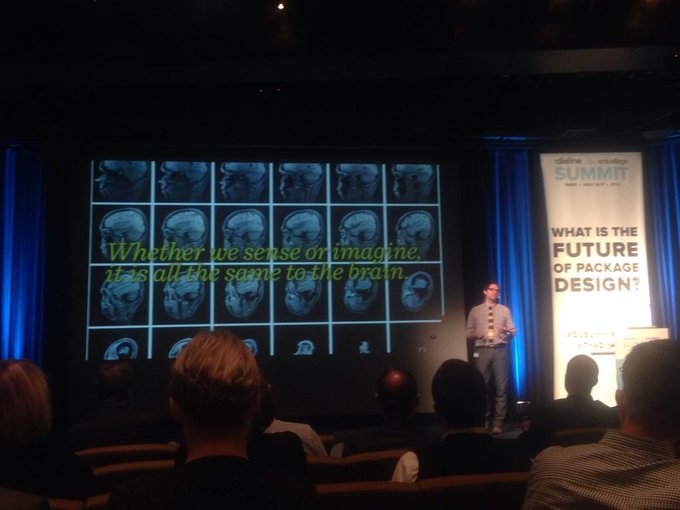 Whether we sense or imagine,
it is all the same to the brain.
SUMMIT
WHAT IS THE
FUTURE
OF PACKAGE
DESIGN?